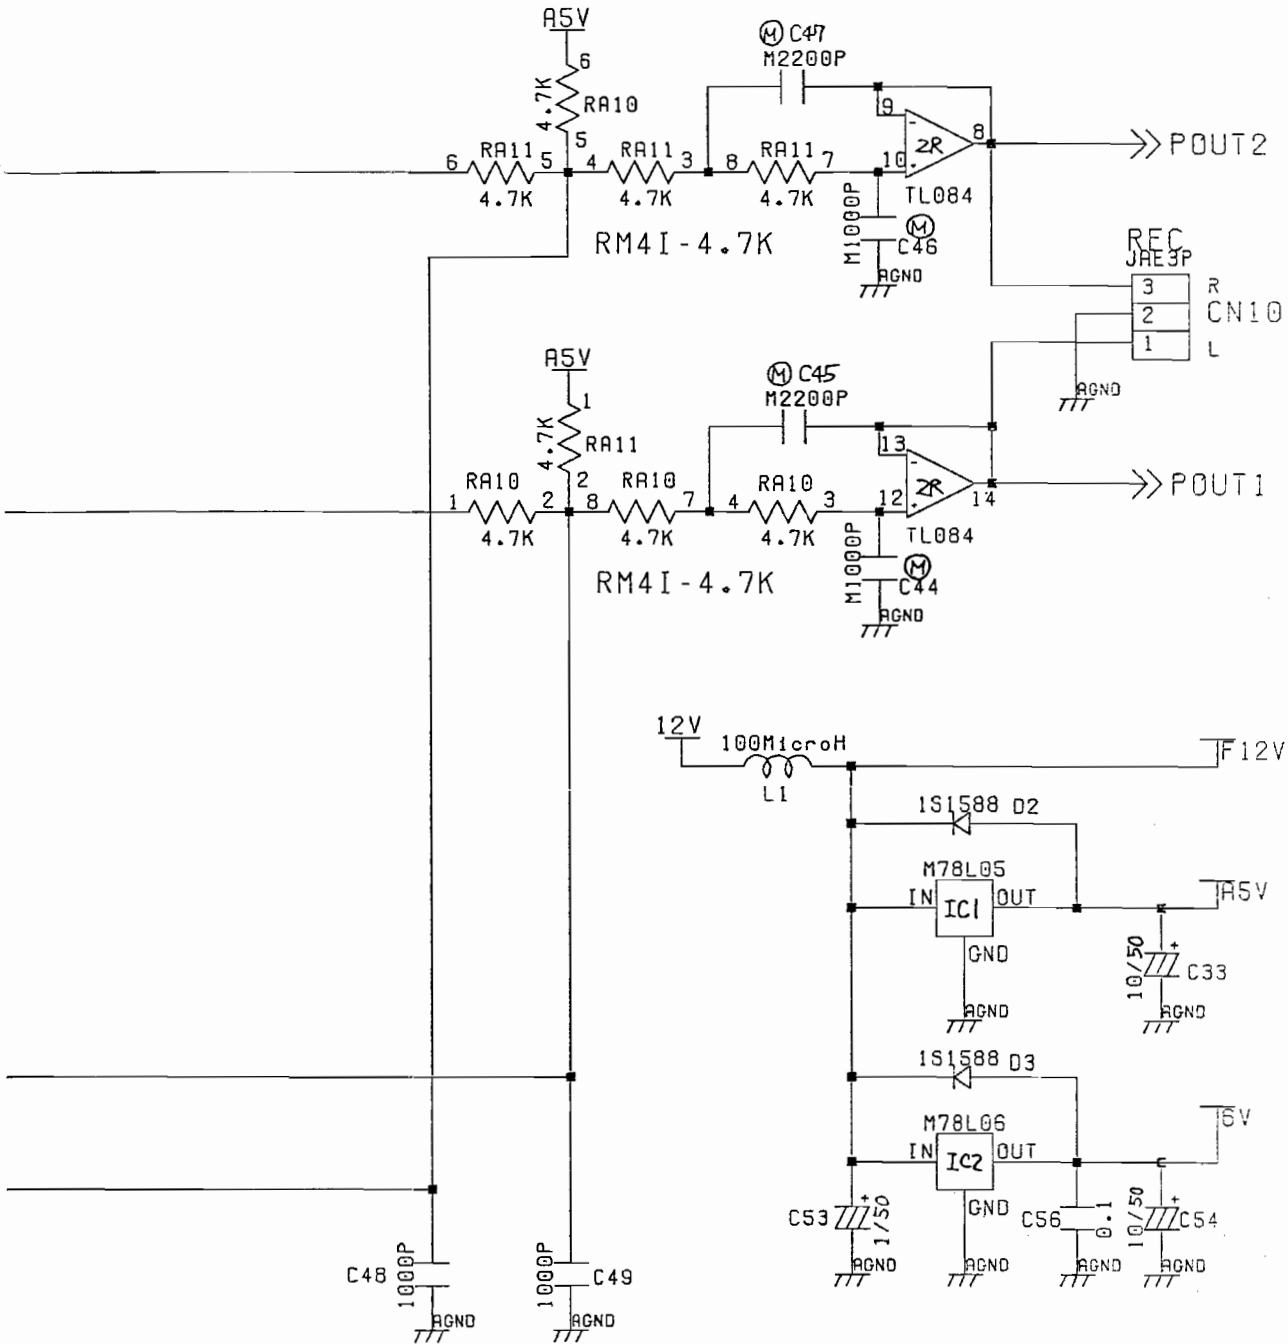 A5V
6
4.7K
RA10
5
Ⓜ C47
M2200P
9
8
-
2R
+
10
TL084
POUT2
6 RA11 5
4.7K
4 RA11 3
4.7K
8 RA11 7
4.7K
RM4I-4.7K
M1000P
Ⓜ
C46
AGND
REC
JAE3P
3 R
2 CN10
1 L
AGND
A5V
1
4.7K
RA11
2
Ⓜ C45
M2200P
13
-
2R
+
12
14
TL084
POUT1
1 RA10 2
4.7K
8 RA10 7
4.7K
4 RA10 3
4.7K
RM4I-4.7K
M1000P
Ⓜ
C44
AGND
12V
100MicroH
L1
F12V
1S1588 D2
M78L05
IN IC1 OUT
GND
AGND
A5V
10/50
+
C33
AGND
1S1588 D3
M78L06
IN IC2 OUT
GND
AGND
6V
C53
+
1/50
AGND
C56
0.1
AGND
10/50
+
C54
AGND
C48
1000P
AGND
1000P
C49
AGND